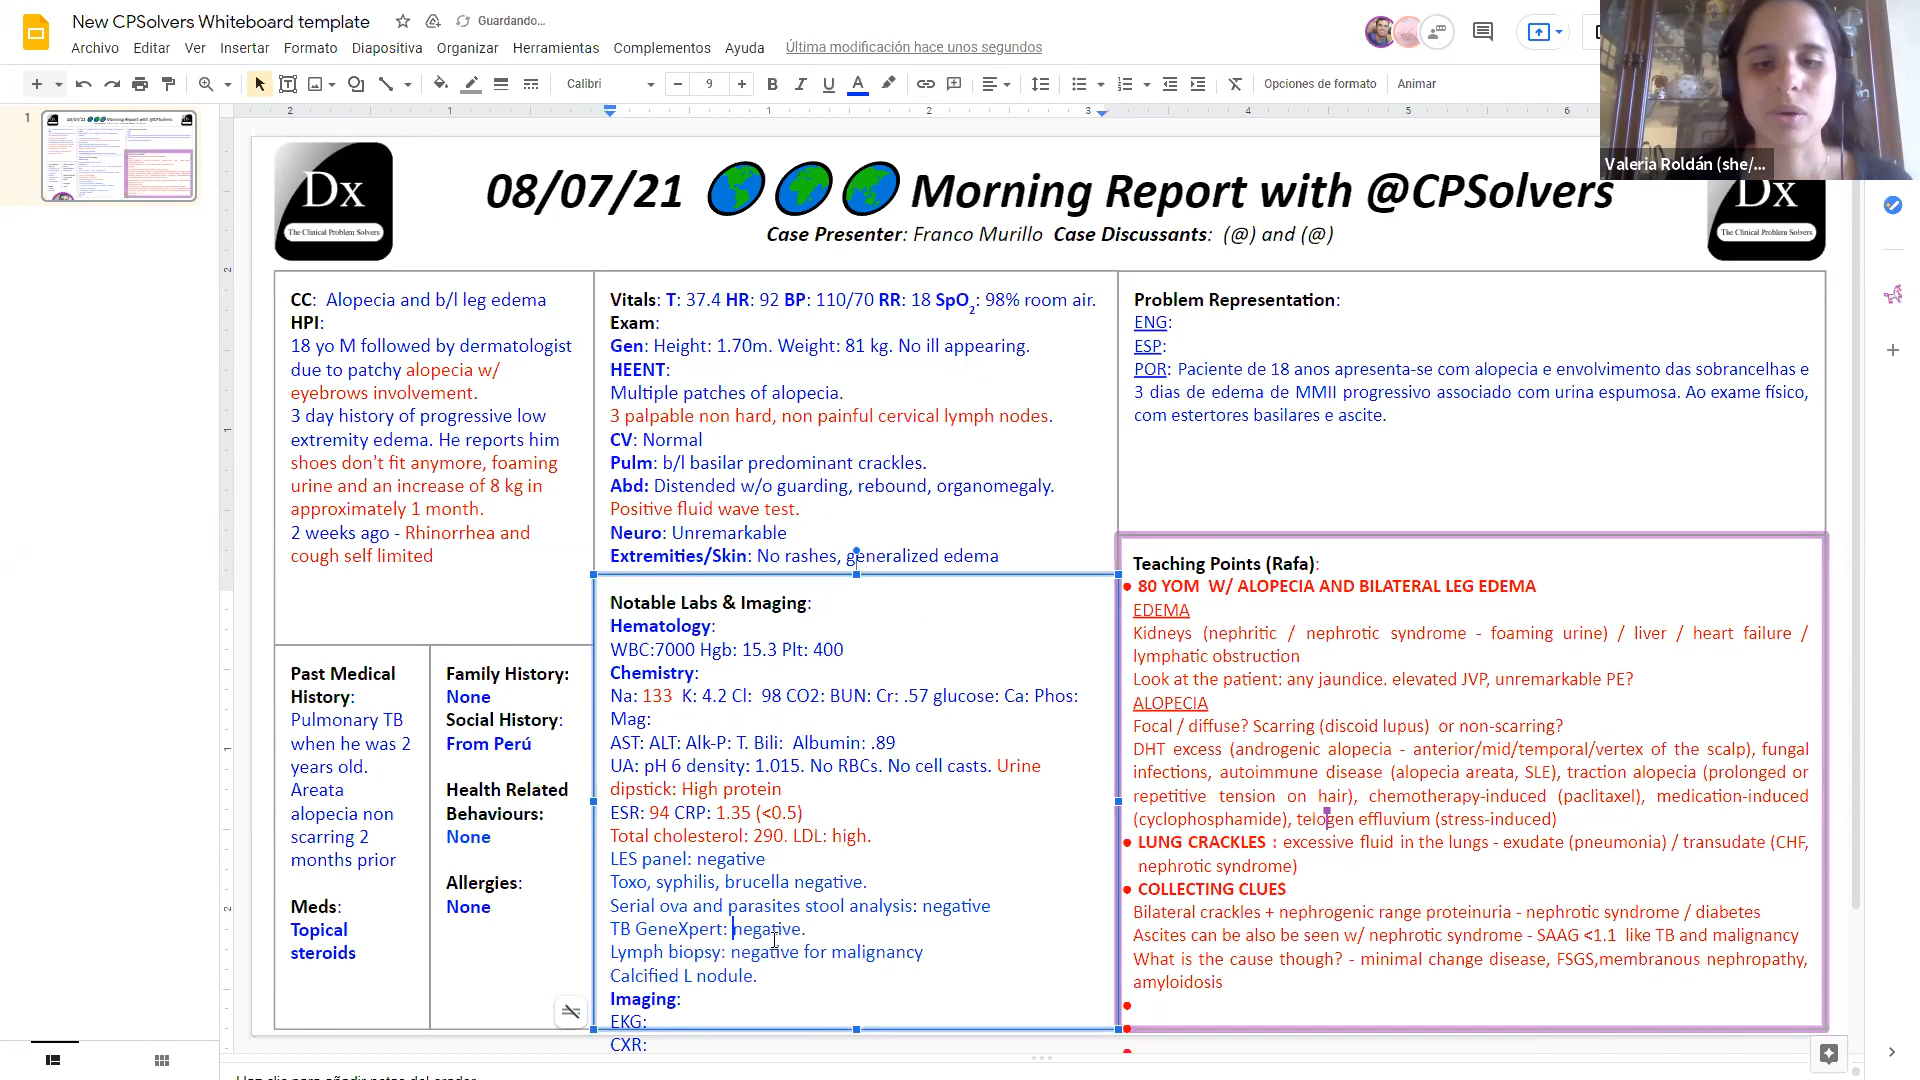 New CPSolvers Whiteboard template
Guardando...
Archivo Editar Ver Insertar Formato Diapositiva Organizar Herramientas Complementos Ayuda Última modificación hace unos segundos
Calibri 9 Opciones de formato Animar
Valeria Roldán (she/...
2 1 1 2 3 4 5 6
1
08/07/21 Morning Report with @CPSolvers
Case Presenter: Franco Murillo Case Discussants: (@) and (@)
Dx
The Clinical Problem Solvers
Dx
The Clinical Problem Solvers
CC: Alopecia and b/l leg edema
HPI:
18 yo M followed by dermatologist
due to patchy alopecia w/
eyebrows involvement.
3 day history of progressive low
extremity edema. He reports him
shoes don't fit anymore, foaming
urine and an increase of 8 kg in
approximately 1 month.
2 weeks ago - Rhinorrhea and
cough self limited
Past Medical
History:
Pulmonary TB
when he was 2
years old.
Areata
alopecia non
scarring 2
months prior
Meds:
Topical
steroids
Family History:
None
Social History:
From Perú
Health Related
Behaviours:
None
Allergies:
None
Vitals: T: 37.4 HR: 92 BP: 110/70 RR: 18 SpO2: 98% room air.
Exam:
Gen: Height: 1.70m. Weight: 81 kg. No ill appearing.
HEENT:
Multiple patches of alopecia.
3 palpable non hard, non painful cervical lymph nodes.
CV: Normal
Pulm: b/l basilar predominant crackles.
Abd: Distended w/o guarding, rebound, organomegaly.
Positive fluid wave test.
Neuro: Unremarkable
Extremities/Skin: No rashes, generalized edema
Notable Labs & Imaging:
Hematology:
WBC:7000 Hgb: 15.3 Plt: 400
Chemistry:
Na: 133 K: 4.2 Cl: 98 CO2: BUN: Cr: .57 glucose: Ca: Phos:
Mag:
AST: ALT: Alk-P: T. Bili: Albumin: .89
UA: pH 6 density: 1.015. No RBCs. No cell casts. Urine
dipstick: High protein
ESR: 94 CRP: 1.35 (<0.5)
Total cholesterol: 290. LDL: high.
LES panel: negative
Toxo, syphilis, brucella negative.
Serial ova and parasites stool analysis: negative
TB GeneXpert: negative.
Lymph biopsy: negative for malignancy
Calcified L nodule.
Imaging:
EKG:
CXR:
Problem Representation:
ENG:
ESP:
POR: Paciente de 18 anos apresenta-se com alopecia e envolvimento das sobrancelhas e
3 dias de edema de MMII progressivo associado com urina espumosa. Ao exame físico,
com estertores basilares e ascite.
Teaching Points (Rafa):
● 80 YOM W/ ALOPECIA AND BILATERAL LEG EDEMA
EDEMA
Kidneys (nephritic / nephrotic syndrome - foaming urine) / liver / heart failure /
lymphatic obstruction
Look at the patient: any jaundice. elevated JVP, unremarkable PE?
ALOPECIA
Focal / diffuse? Scarring (discoid lupus) or non-scarring?
DHT excess (androgenic alopecia - anterior/mid/temporal/vertex of the scalp), fungal
infections, autoimmune disease (alopecia areata, SLE), traction alopecia (prolonged or
repetitive tension on hair), chemotherapy-induced (paclitaxel), medication-induced
(cyclophosphamide), telogen effluvium (stress-induced)
● LUNG CRACKLES : excessive fluid in the lungs - exudate (pneumonia) / transudate (CHF,
nephrotic syndrome)
● COLLECTING CLUES
Bilateral crackles + nephrogenic range proteinuria - nephrotic syndrome / diabetes
Ascites can be also be seen w/ nephrotic syndrome - SAAG <1.1 like TB and malignancy
What is the cause though? - minimal change disease, FSGS,membranous nephropathy,
amyloidosis